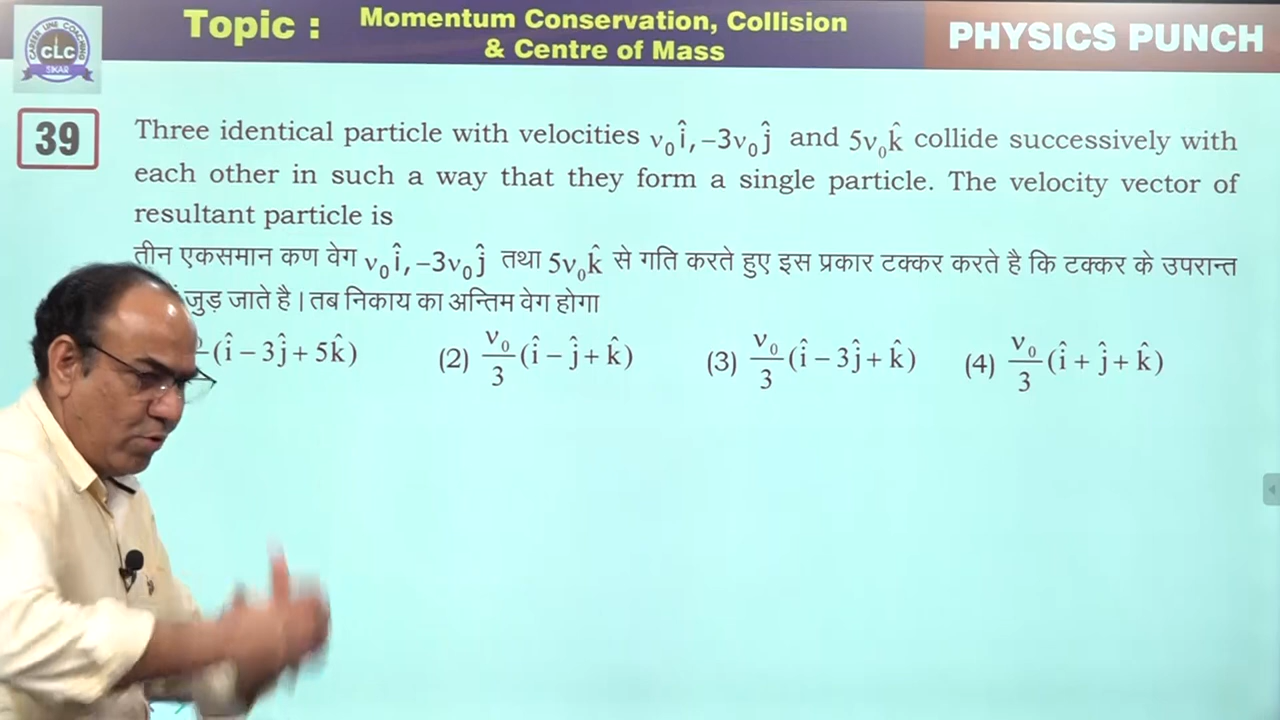 Topic :
Momentum Conservation, Collision
& Centre of Mass
PHYSICS PUNCH
CAREER LINE COACHING
CLC
SIKAR
39
Three identical particle with velocities v₀î, −3v₀ĵ and 5v₀k̂ collide successively with
each other in such a way that they form a single particle. The velocity vector of
resultant particle is
तीन एकसमान कण वेग v₀î, −3v₀ĵ तथा 5v₀k̂ से गति करते हुए इस प्रकार टक्कर करते है कि टक्कर के उपरान्त
जुड़ जाते है। तब निकाय का अन्तिम वेग होगा
(î − 3ĵ + 5k̂)
(2) v₀/3 (î − ĵ + k̂)
(3) v₀/3 (î − 3ĵ + k̂)
(4) v₀/3 (î + ĵ + k̂)